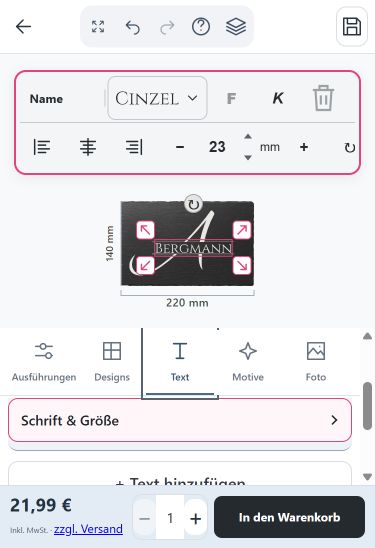 Name
CINZEL
F
K
− 23 mm +
140 mm
A
BERGMANN
220 mm
Ausführungen
Designs
Text
Motive
Foto
Schrift & Größe
+ Text hinzufügen
21,99 €
inkl. MwSt. · zzgl. Versand
− 1 +
In den Warenkorb